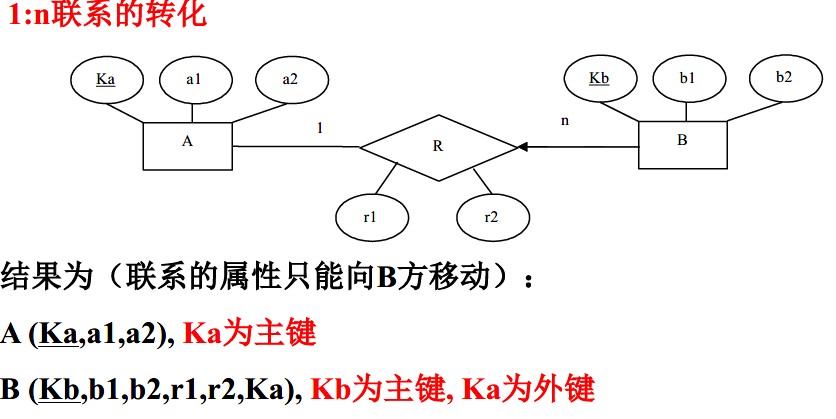 1:n联系的转化
Ka a1 a2 Kb b1 b2
1 n
A R B
r1 r2
结果为（联系的属性只能向B方移动）：
A (Ka,a1,a2), Ka为主键
B (Kb,b1,b2,r1,r2,Ka), Kb为主键, Ka为外键